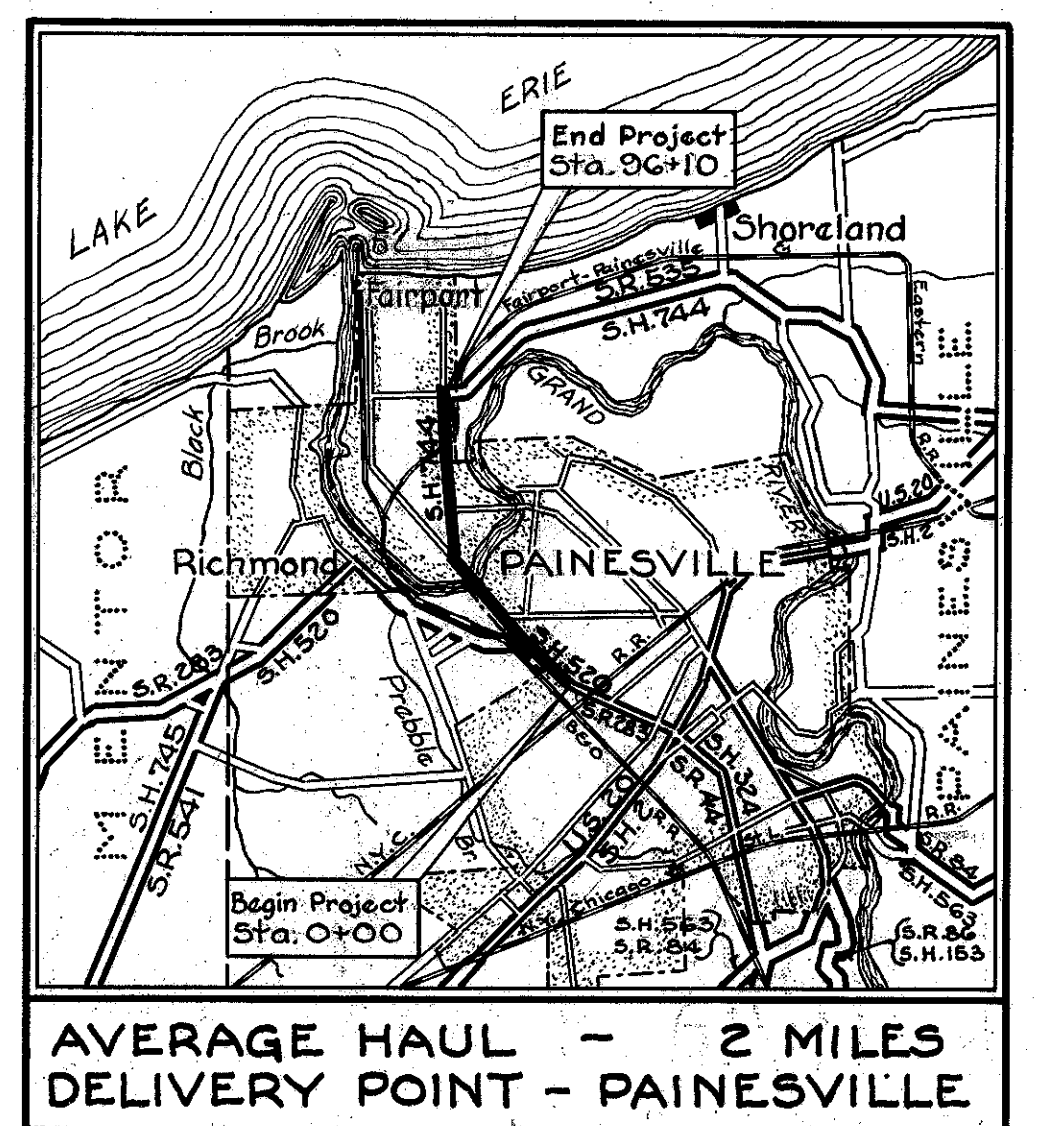 LAKE
ERIE
End Project
Sta. 96+10
Shoreland
Fairport-Painesville
S.R. 535
S.H. 744
Eastern
R.R.
Fairport
Brook
Black
GRAND
RIVER
S.H. 744
U.S. 20
S.H. 2
MENTOR
Richmond
PAINESVILLE
PAINESVILLE
S.R. 283
S.H. 520
S.H. 745
S.R. 541
Prabble
Br.
S.H. 520
R.R.
S.R. 283
B & O
S.R. 44
S.H. 324
U.S. 20
S.H.
R.R.
N.Y.C.
N.Y. Chicago
St. L.
R.R.
S.R. 84
S.H. 563
S.H. 563
S.R. 84
S.R. 86
S.H. 153
Begin Project
Sta. 0+00
AVERAGE HAUL - 2 MILES
DELIVERY POINT - PAINESVILLE